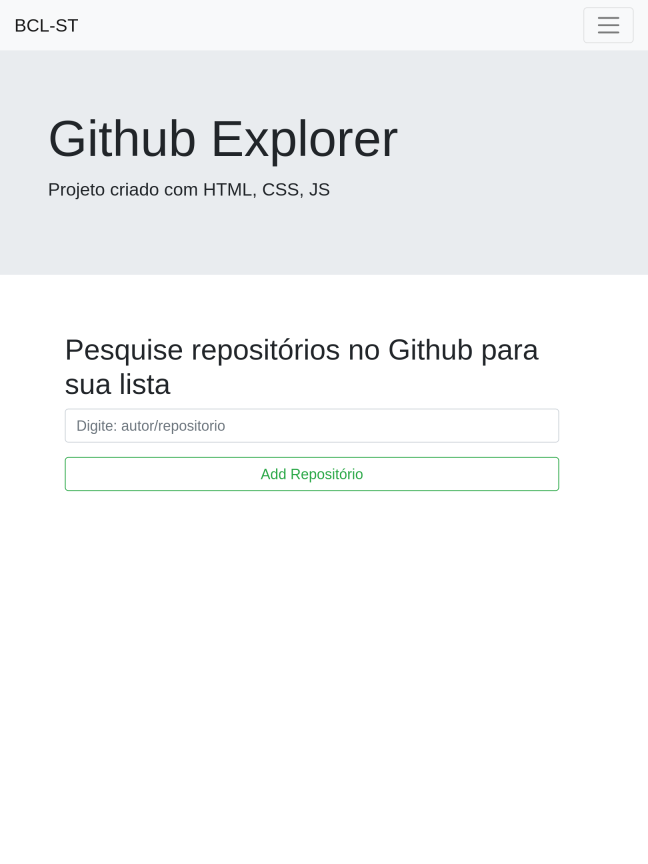 BCL-ST
Github Explorer
Projeto criado com HTML, CSS, JS
Pesquise repositórios no Github para
sua lista
Digite: autor/repositorio
Add Repositório